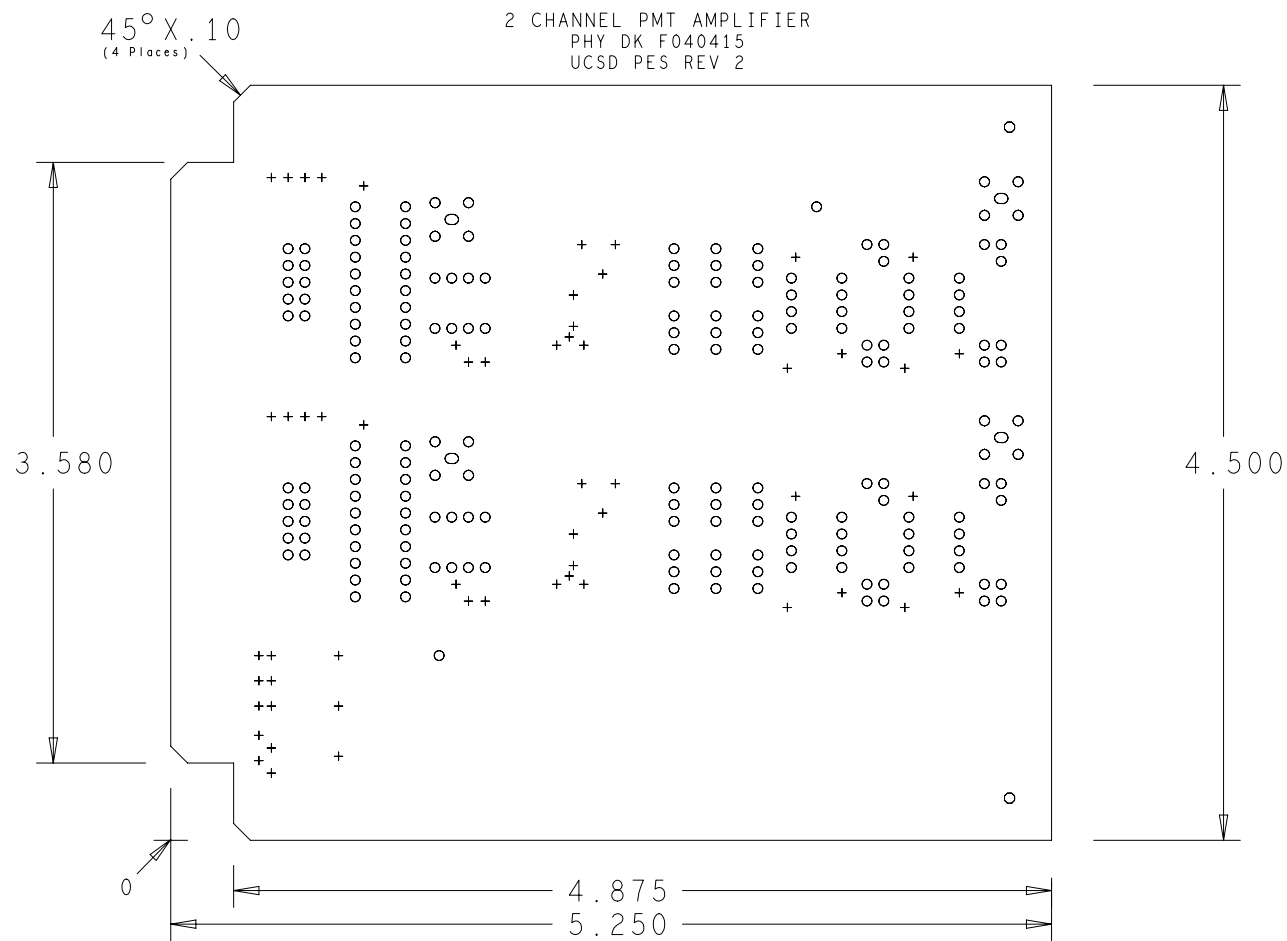 2 CHANNEL PMT AMPLIFIER
PHY DK F040415
UCSD PES REV 2
45° X .10
(4 Places)
3.580
4.500
0
4.875
5.250